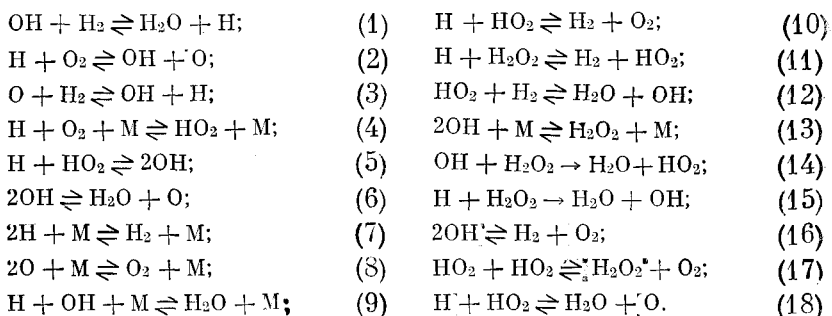 OH + H₂ ⇌ H₂O + H; (1)
H + O₂ ⇌ OH + O; (2)
O + H₂ ⇌ OH + H; (3)
H + O₂ + M ⇌ HO₂ + M; (4)
H + HO₂ ⇌ 2OH; (5)
2OH ⇌ H₂O + O; (6)
2H + M ⇌ H₂ + M; (7)
2O + M ⇌ O₂ + M; (8)
H + OH + M ⇌ H₂O + M; (9)
H + HO₂ ⇌ H₂ + O₂; (10)
H + H₂O₂ ⇌ H₂ + HO₂; (11)
HO₂ + H₂ ⇌ H₂O + OH; (12)
2OH + M ⇌ H₂O₂ + M; (13)
OH + H₂O₂ → H₂O + HO₂; (14)
H + H₂O₂ → H₂O + OH; (15)
2OH ⇌ H₂ + O₂; (16)
HO₂ + HO₂ ⇌ H₂O₂ + O₂; (17)
H + HO₂ ⇌ H₂O + O. (18)